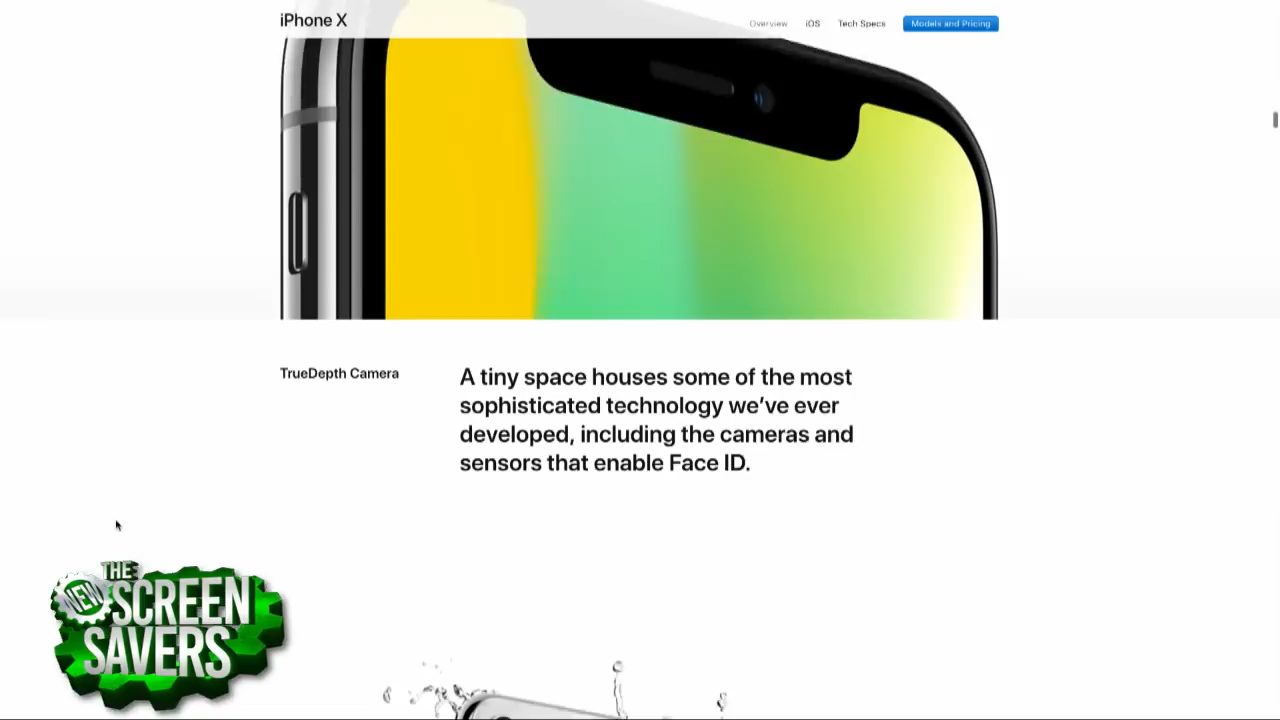 iPhone X
Overview
iOS
Tech Specs
Models and Pricing
TrueDepth Camera
A tiny space houses some of the most
sophisticated technology we’ve ever
developed, including the cameras and
sensors that enable Face ID.
THE
NEW
SCREEN
SAVERS